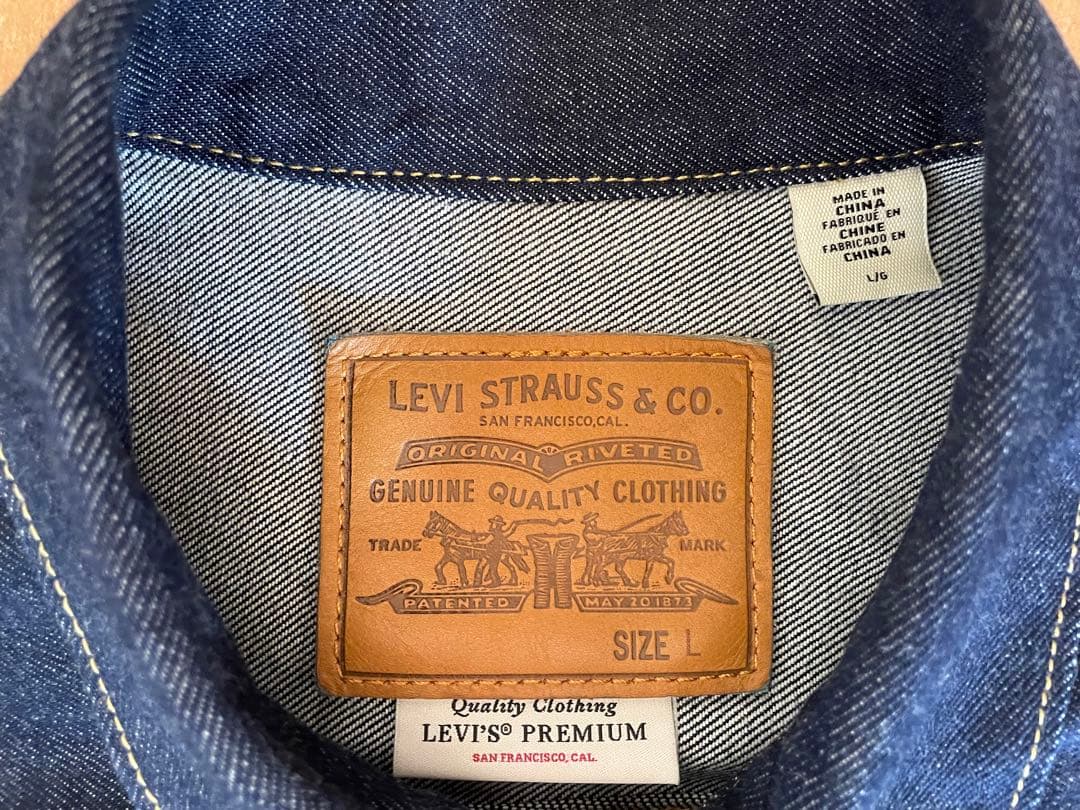 MADE IN
CHINA
FABRIQUÉ EN
CHINE
FABRICADO EN
CHINA
L/G
LEVI STRAUSS & CO.
SAN FRANCISCO, CAL.
ORIGINAL RIVETED
GENUINE QUALITY CLOTHING
TRADE MARK
PATENTED MAY 20 1873
SIZE L
Quality Clothing
LEVI'S® PREMIUM
SAN FRANCISCO, CAL.